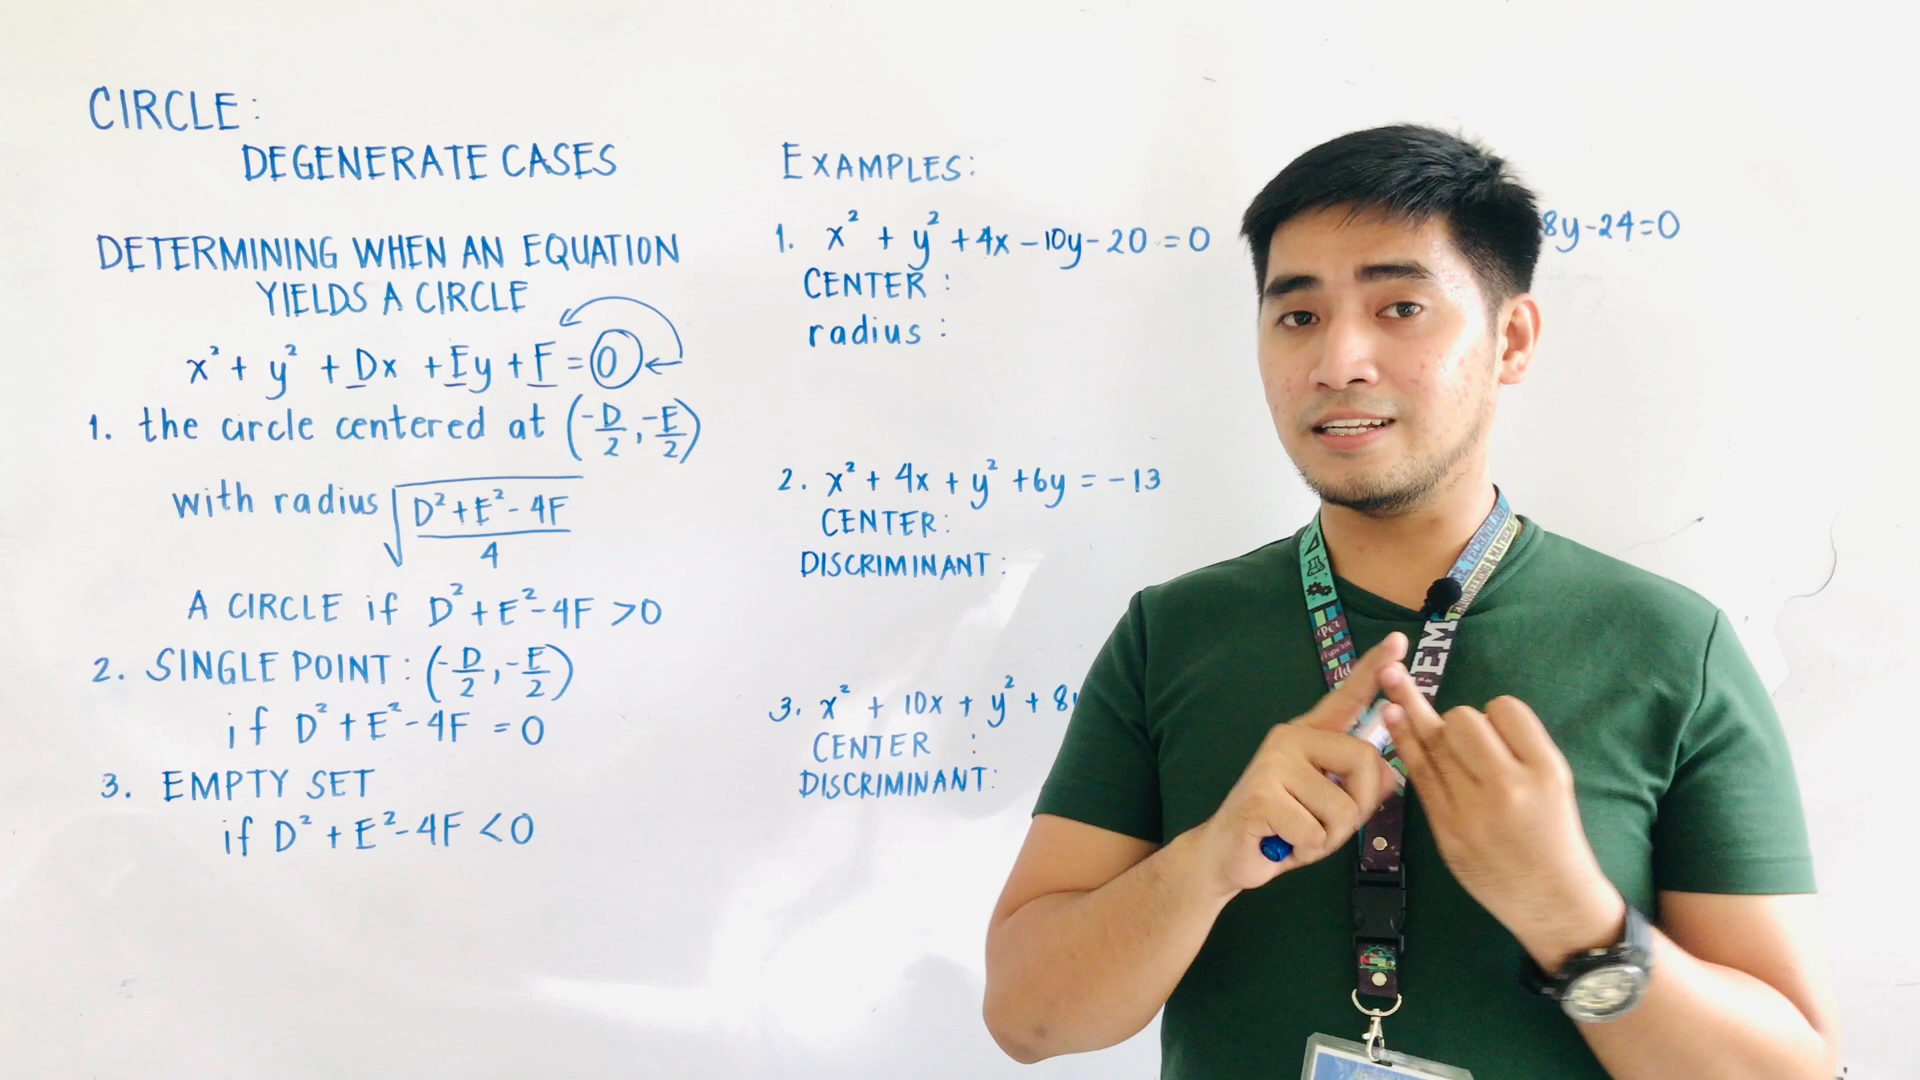 CIRCLE:
DEGENERATE CASES
DETERMINING WHEN AN EQUATION
YIELDS A CIRCLE
x² + y² + Dx + Ey + F = 0
1. the circle centered at (-D/2, -E/2)
with radius √((D² + E² - 4F)/4)
A CIRCLE if D² + E² - 4F > 0
2. SINGLE POINT: (-D/2, -E/2)
if D² + E² - 4F = 0
3. EMPTY SET
if D² + E² - 4F < 0
EXAMPLES:
1. x² + y² + 4x - 10y - 20 = 0
CENTER :
radius :
2. x² + 4x + y² + 6y = -13
CENTER:
DISCRIMINANT :
3. x² + 10x + y² + 8y
CENTER :
DISCRIMINANT:
8y - 24 = 0
TECHNOLOGY